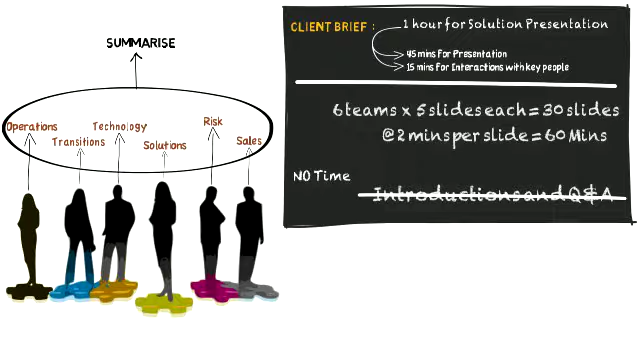 SUMMARISE
Operations
Transitions
Technology
Solutions
Risk
Sales
CLIENT BRIEF :
1 hour for Solution Presentation
45 mins for Presentation
15 mins for Interactions with key people
6 teams x 5 slides each = 30 slides
@ 2 mins per slide = 60 Mins
NO Time
Introductions and Q & A